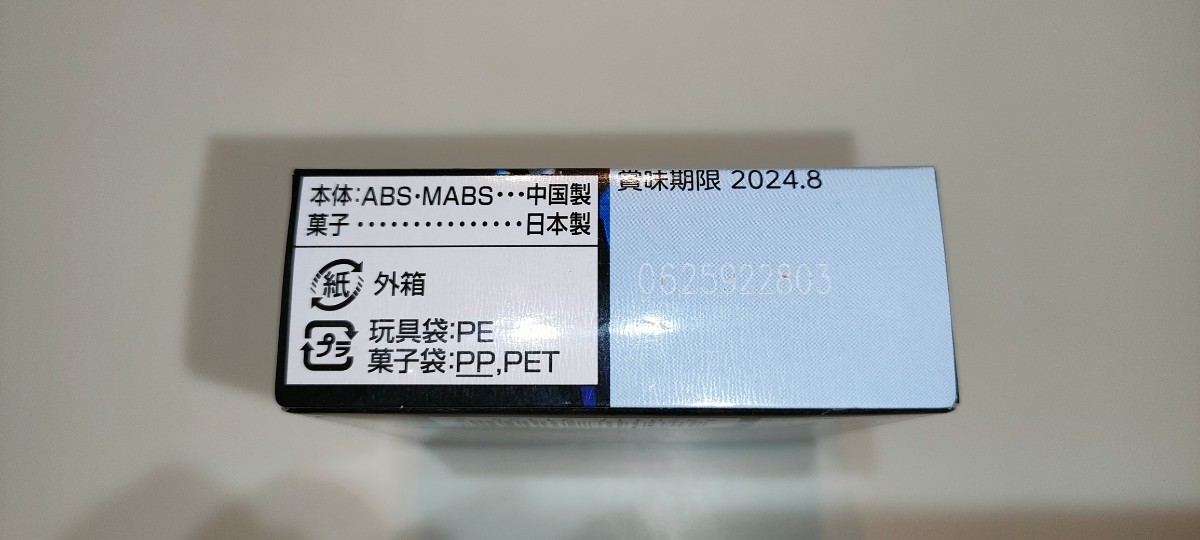 本体:ABS・MABS・・・中国製
菓子・・・・・・・・・・・・・・・日本製
紙 外箱
プラ 玩具袋:PE
菓子袋:PP,PET
賞味期限 2024.8
0625922803